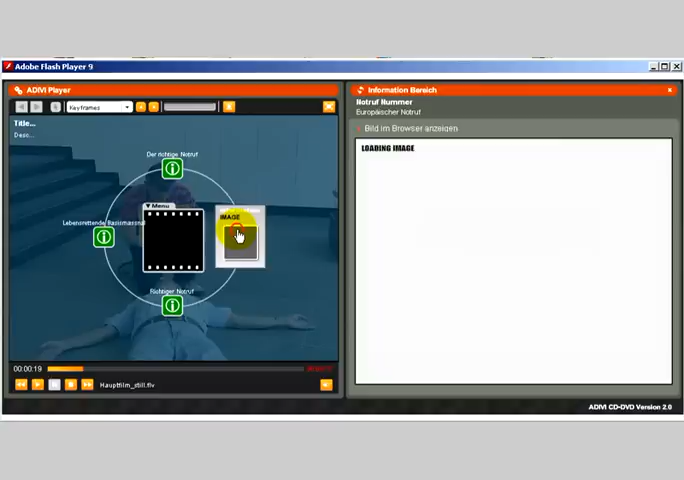 Adobe Flash Player 9
ADIVI Player
Keyframes
Title...
Desc...
Der richtige Notruf
Menu
IMAGE
Richtiger Notruf
00:00:19
Hauptfilm_still.flv
Information Bereich
Notruf Nummer
Europäischer Notruf
Bild im Browser anzeigen
LOADING IMAGE
ADIVI CD-DVD Version 2.0